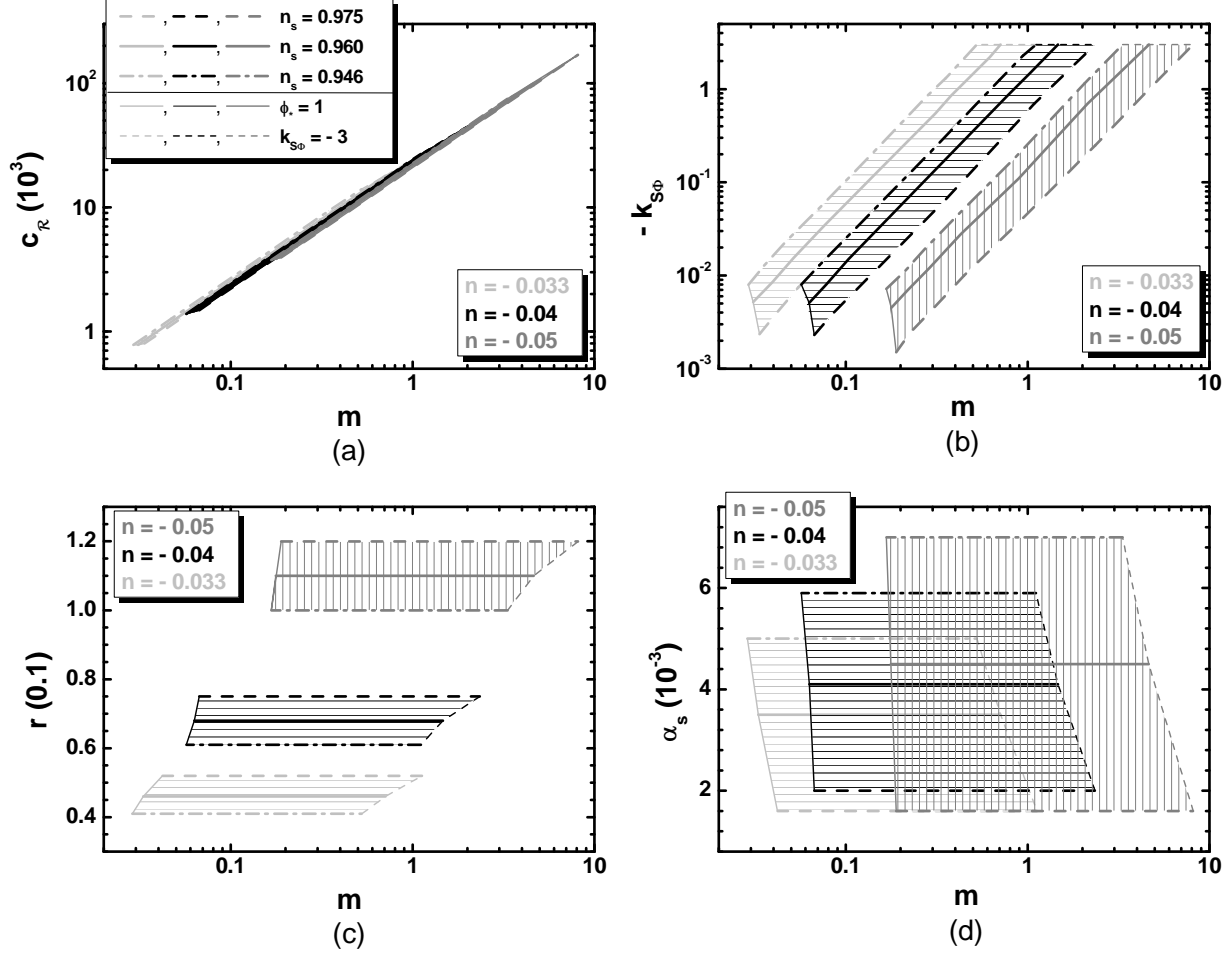 , , n_s = 0.975
, , n_s = 0.960
, , n_s = 0.946
, , ϕ_* = 1
, , k_SΦ = - 3
10^2
10
1
c_ℛ (10^3)
0.1 1 10
m
(a)
n = - 0.033
n = - 0.04
n = - 0.05
1
10^-1
10^-2
10^-3
- k_SΦ
0.1 1 10
m
(b)
n = - 0.033
n = - 0.04
n = - 0.05
n = - 0.05
n = - 0.04
n = - 0.033
1.2
1.0
0.8
0.6
0.4
r (0.1)
0.1 1 10
m
(c)
n = - 0.05
n = - 0.04
n = - 0.033
6
4
2
α_s (10^-3)
0.1 1 10
m
(d)